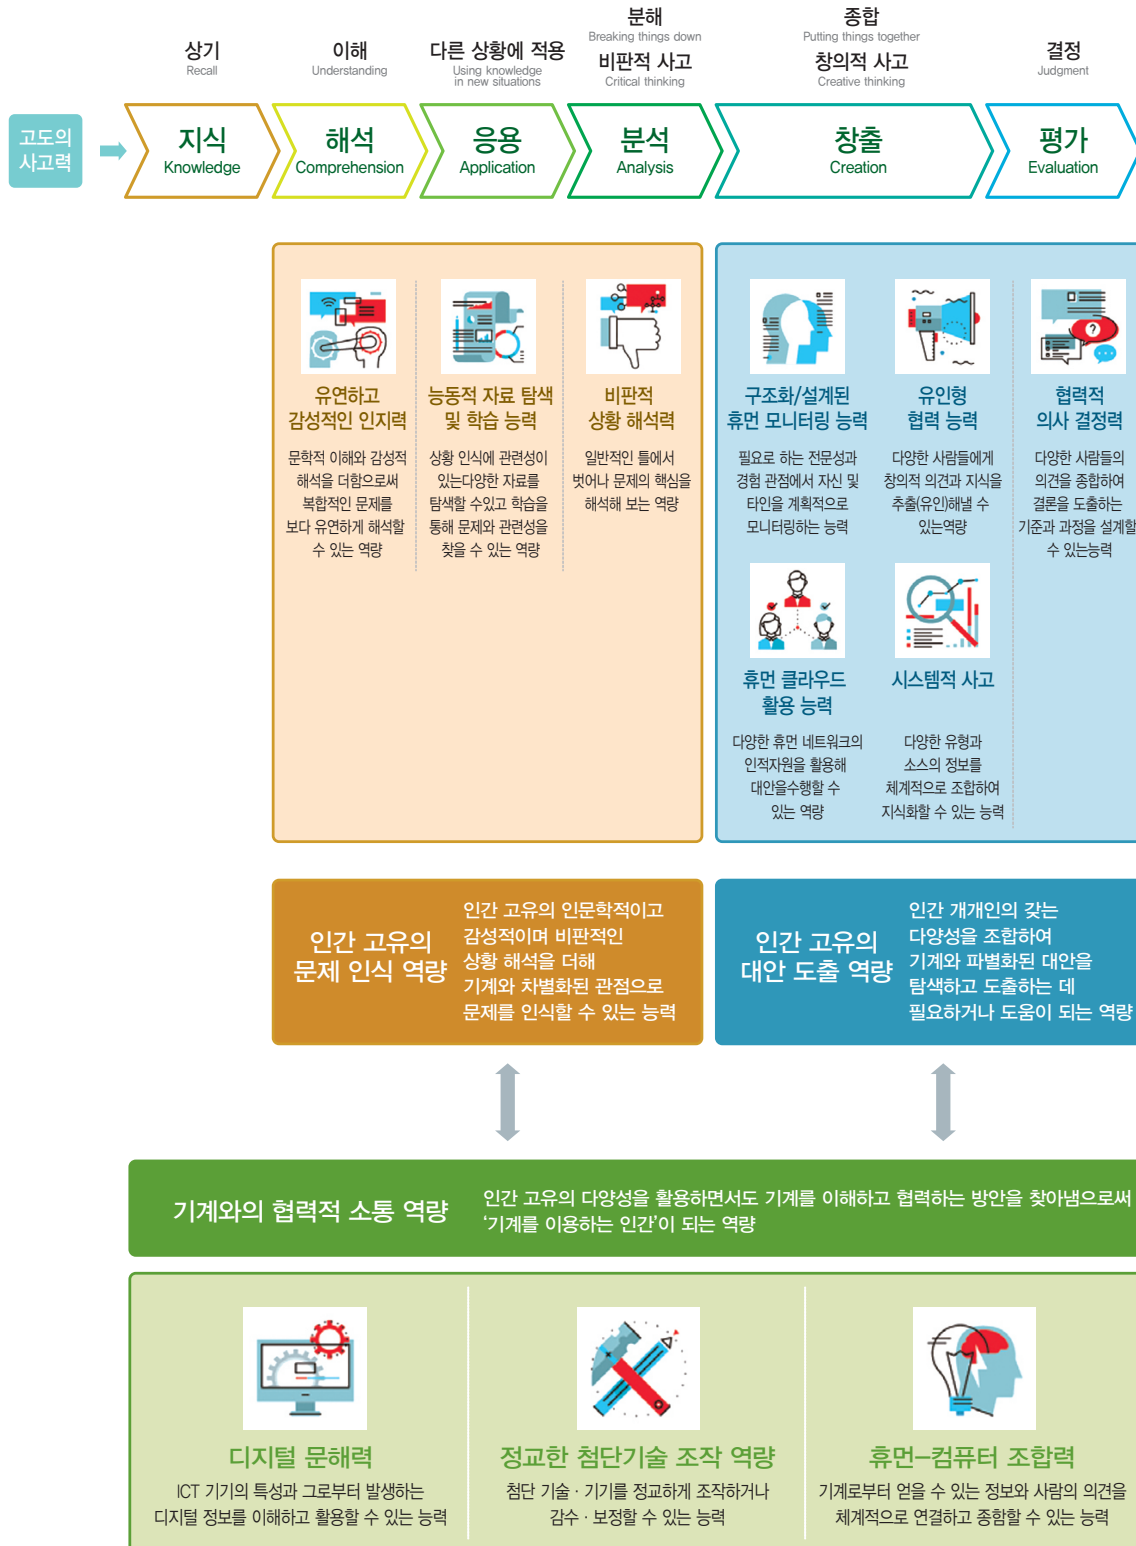 상기
Recall
이해
Understanding
다른 상황에 적용
Using knowledge
in new situations
분해
Breaking things down
비판적 사고
Critical thinking
종합
Putting things together
창의적 사고
Creative thinking
결정
Judgment
고도의
사고력
지식
Knowledge
해석
Comprehension
응용
Application
분석
Analysis
창출
Creation
평가
Evaluation
유연하고
감성적인 인지력
문학적 이해와 감성적
해석을 더함으로써
복합적인 문제를
보다 유연하게 해석할
수 있는 역량
능동적 자료 탐색
및 학습 능력
상황 인식에 관련성이
있는다양한 자료를
탐색할 수있고 학습을
통해 문제와 관련성을
찾을 수 있는 역량
비판적
상황 해석력
일반적인 틀에서
벗어나 문제의 핵심을
해석해 보는 역량
구조화/설계된
휴먼 모니터링 능력
필요로 하는 전문성과
경험 관점에서 자신 및
타인을 계획적으로
모니터링하는 능력
유인형
협력 능력
다양한 사람들에게
창의적 의견과 지식을
추출(유인)해낼 수
있는역량
협력적
의사 결정력
다양한 사람들의
의견을 종합하여
결론을 도출하는
기준과 과정을 설계할
수 있는능력
휴먼 클라우드
활용 능력
다양한 휴먼 네트워크의
인적자원을 활용해
대안을수행할 수
있는 역량
시스템적 사고
다양한 유형과
소스의 정보를
체계적으로 조합하여
지식화할 수 있는 능력
인간 고유의
문제 인식 역량
인간 고유의 인문학적이고
감성적이며 비판적인
상황 해석을 더해
기계와 차별화된 관점으로
문제를 인식할 수 있는 능력
인간 고유의
대안 도출 역량
인간 개개인의 갖는
다양성을 조합하여
기계와 파별화된 대안을
탐색하고 도출하는 데
필요하거나 도움이 되는 역량
기계와의 협력적 소통 역량
인간 고유의 다양성을 활용하면서도 기계를 이해하고 협력하는 방안을 찾아냄으로써
‘기계를 이용하는 인간’이 되는 역량
디지털 문해력
ICT 기기의 특성과 그로부터 발생하는
디지털 정보를 이해하고 활용할 수 있는 능력
정교한 첨단기술 조작 역량
첨단 기술 · 기기를 정교하게 조작하거나
감수 · 보정할 수 있는 능력
휴먼–컴퓨터 조합력
기계로부터 얻을 수 있는 정보와 사람의 의견을
체계적으로 연결하고 종합할 수 있는 능력